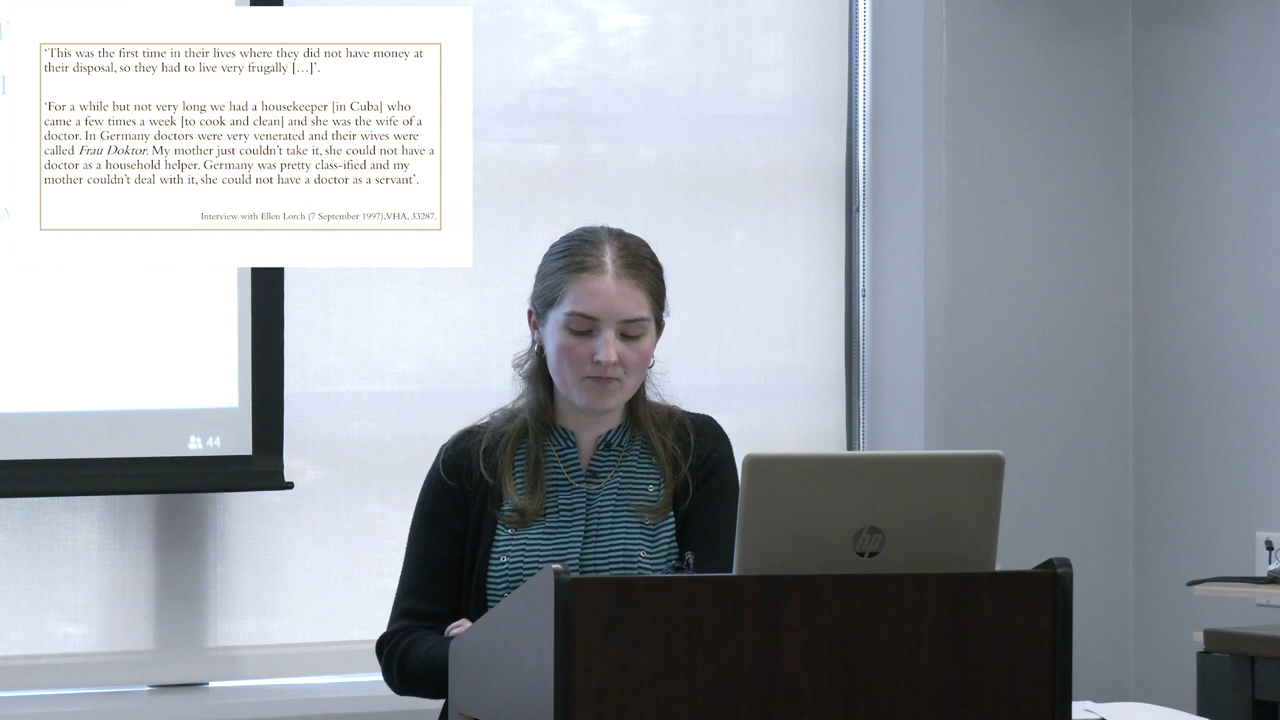 ‘This was the first time in their lives where they did not have money at
their disposal, so they had to live very frugally […]’.
‘For a while but not very long we had a housekeeper [in Cuba] who
came a few times a week [to cook and clean] and she was the wife of a
doctor. In Germany doctors were very venerated and their wives were
called Frau Doktor. My mother just couldn’t take it, she could not have a
doctor as a household helper. Germany was pretty class-ified and my
mother couldn’t deal with it, she could not have a doctor as a servant’.
Interview with Ellen Lorch (7 September 1997),VHA, 33287.
44
hp